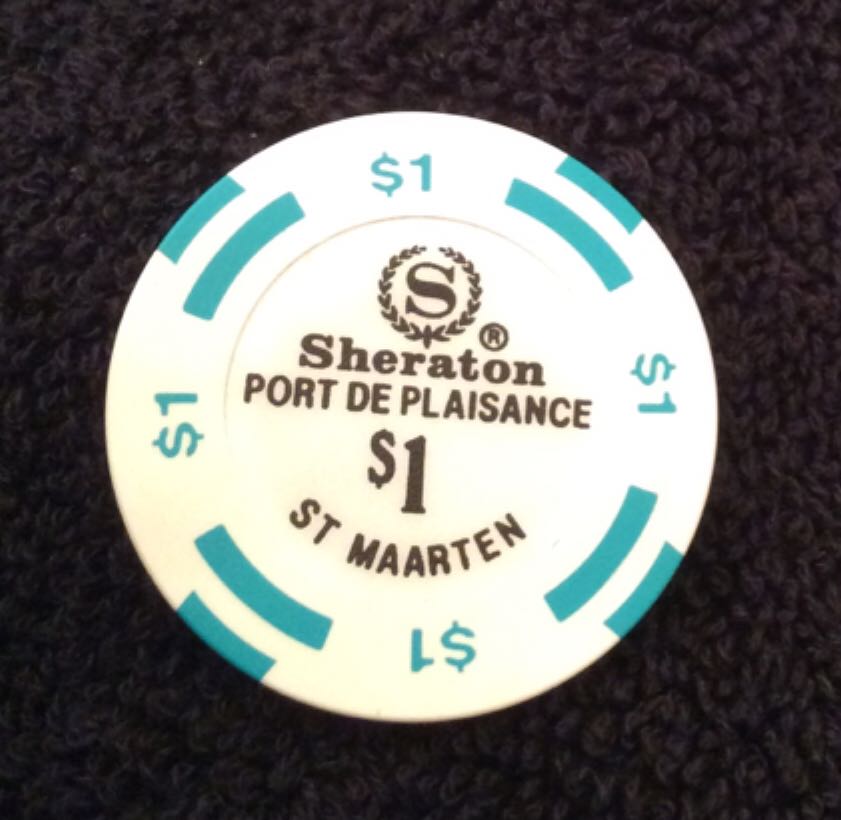 $1
S
®
Sheraton
PORT DE PLAISANCE
$1
ST MAARTEN
$1
$1
$1